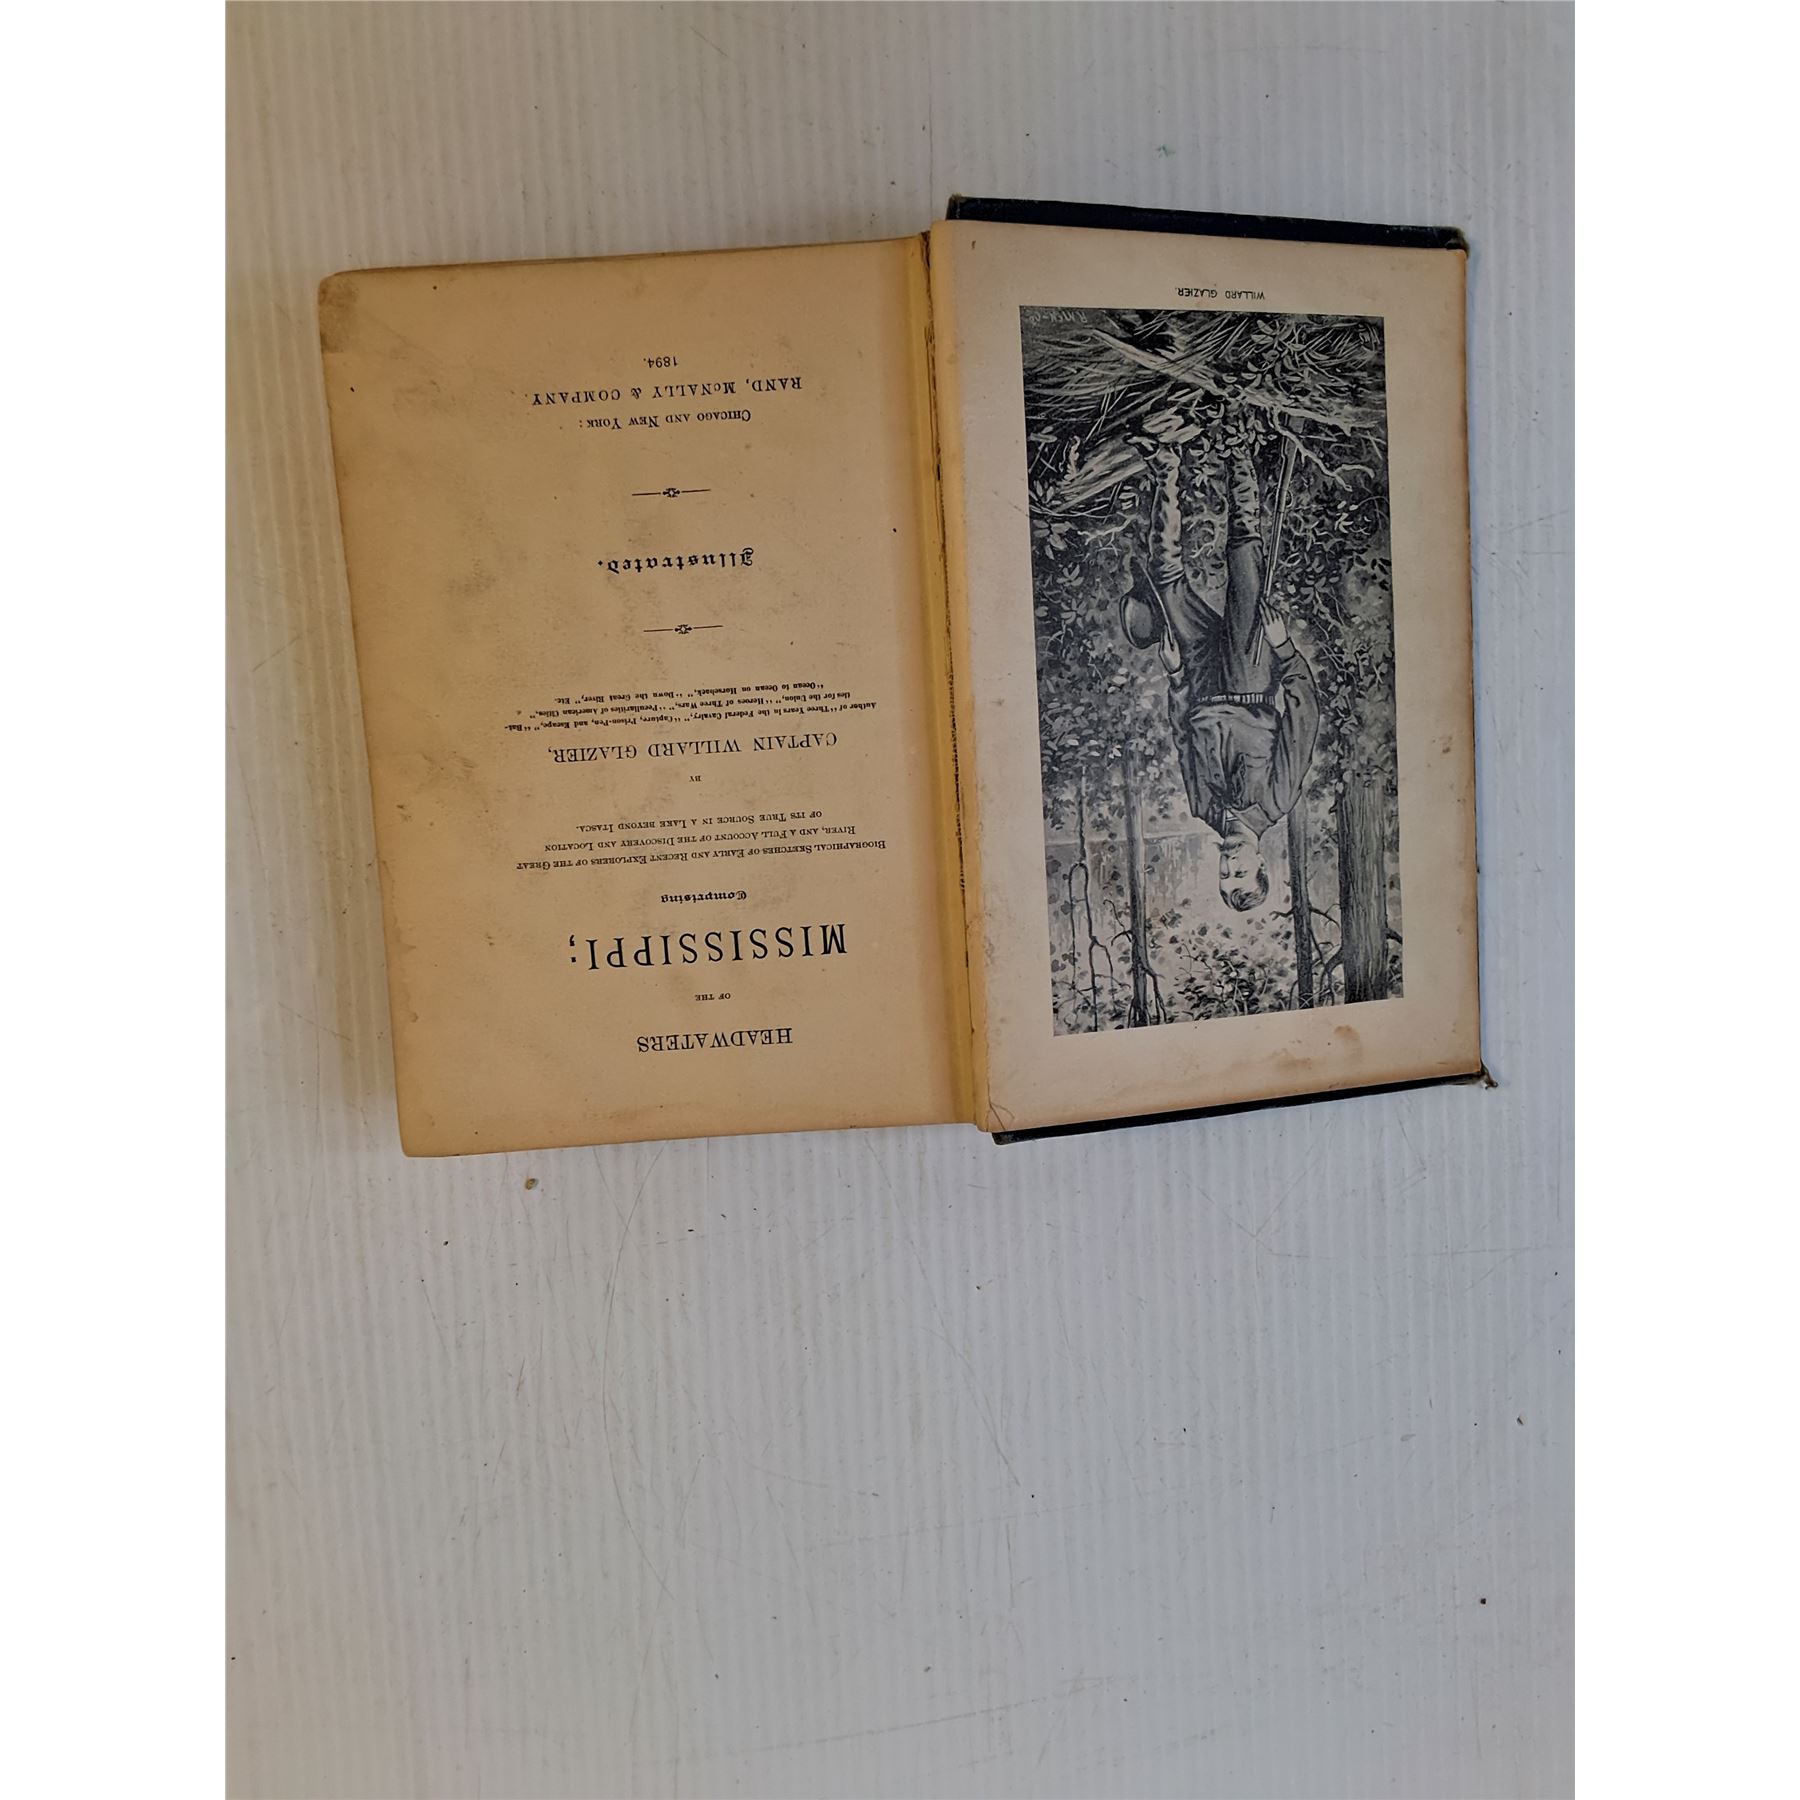 WILLARD GLAZIER.
HEADWATERS
OF THE
MISSISSIPPI;
Comprising
BIOGRAPHICAL SKETCHES OF EARLY AND RECENT EXPLORERS OF THE GREAT
RIVER, AND A FULL ACCOUNT OF THE DISCOVERY AND LOCATION
OF ITS TRUE SOURCE IN A LAKE BEYOND ITASCA.
BY
CAPTAIN WILLARD GLAZIER,
Author of "Three Years in the Federal Cavalry," "Capture, Prison-Pen, and Escape," "Bat-
tles for the Union," "Heroes of Three Wars," "Peculiarities of American Cities,"
"Ocean to Ocean on Horseback," "Down the Great River," Etc.
Illustrated.
CHICAGO AND NEW YORK:
RAND, MCNALLY & COMPANY.
1894.